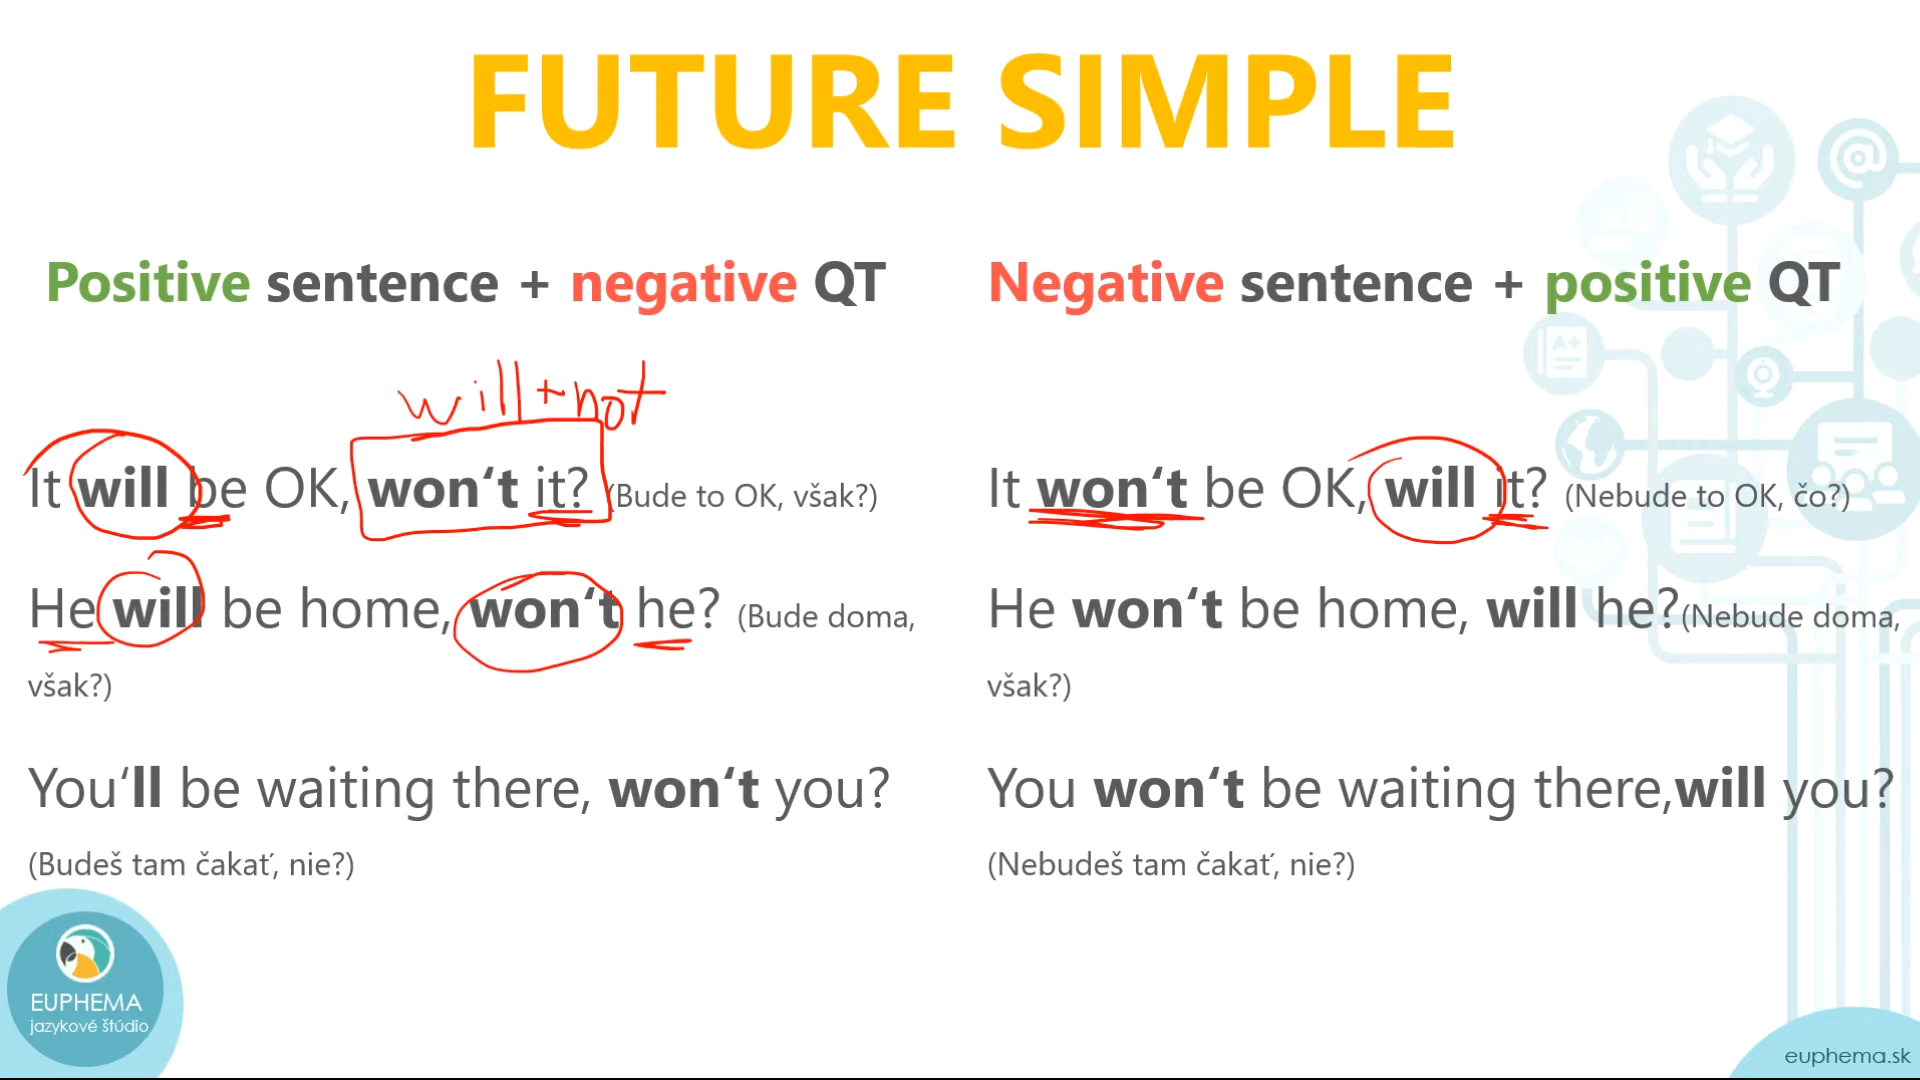 FUTURE SIMPLE
Positive sentence + negative QT
will+not
It will be OK, won‘t it? (Bude to OK, však?)
He will be home, won‘t he? (Bude doma,
však?)
You‘ll be waiting there, won‘t you?
(Budeš tam čakať, nie?)
Negative sentence + positive QT
It won‘t be OK, will it? (Nebude to OK, čo?)
He won‘t be home, will he?(Nebude doma,
však?)
You won‘t be waiting there,will you?
(Nebudeš tam čakať, nie?)
A+
@
EUPHEMA
jazykové štúdio
euphema.sk